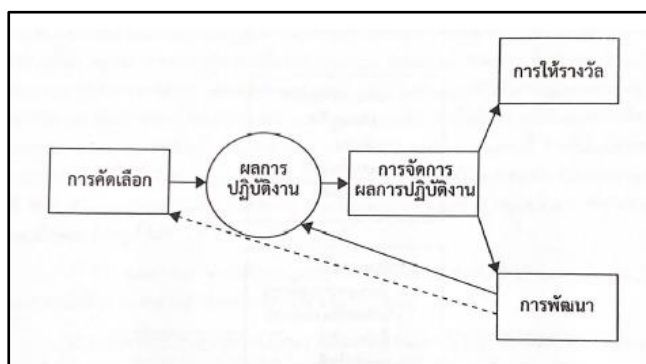 การให้รางวัล
การคัดเลือก
ผลการ
ปฏิบัติงาน
การจัดการ
ผลการปฏิบัติงาน
การพัฒนา